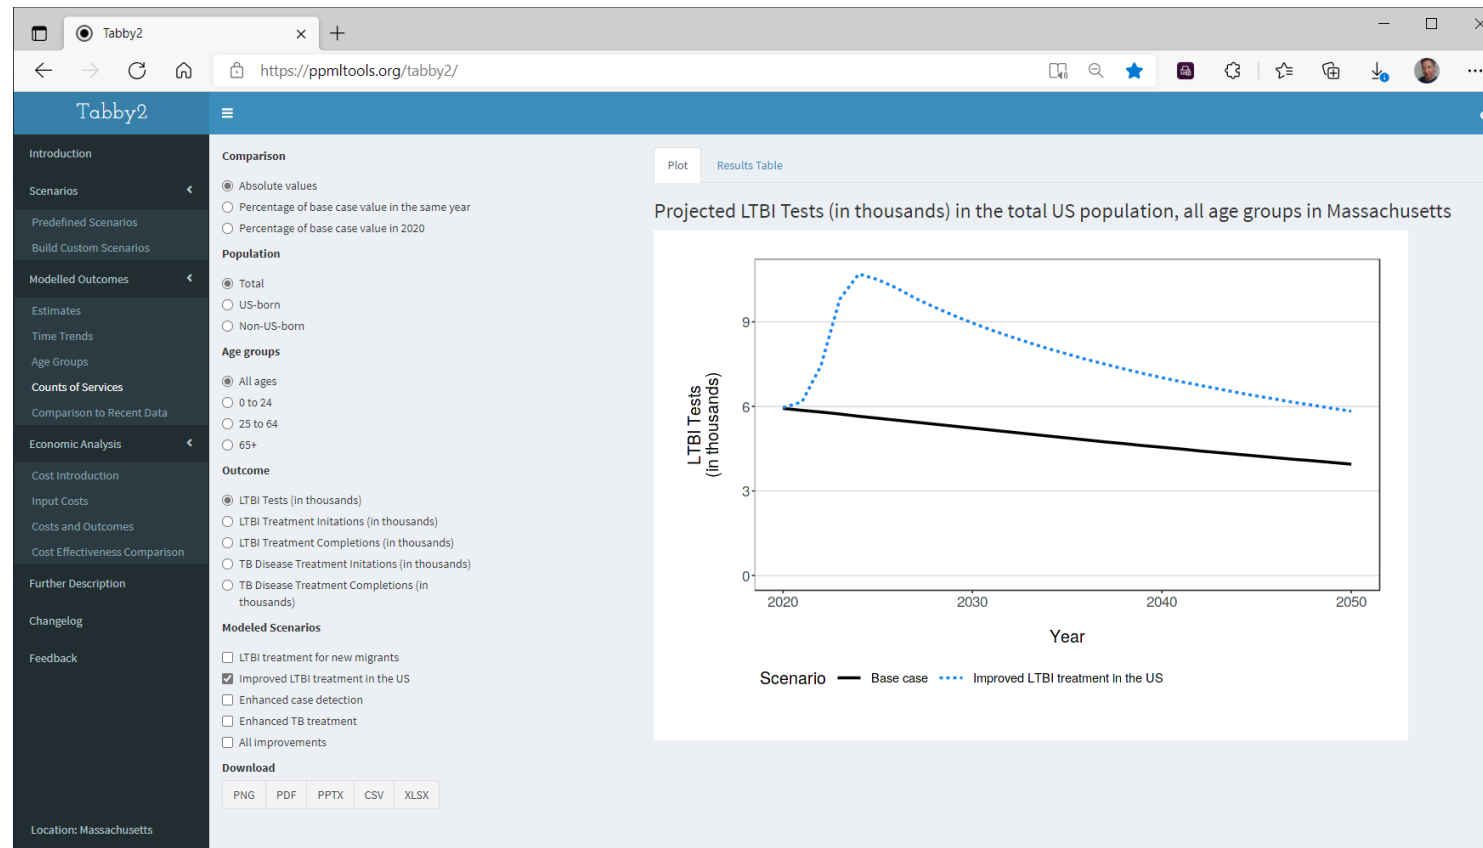 Tabby2
https://ppmltools.org/tabby2/
Tabby2
Introduction
Scenarios
Predefined Scenarios
Build Custom Scenarios
Modelled Outcomes
Estimates
Time Trends
Age Groups
Counts of Services
Comparison to Recent Data
Economic Analysis
Cost Introduction
Input Costs
Costs and Outcomes
Cost Effectiveness Comparison
Further Description
Changelog
Feedback
Location: Massachusetts
Comparison
Absolute values
Percentage of base case value in the same year
Percentage of base case value in 2020
Population
Total
US-born
Non-US-born
Age groups
All ages
0 to 24
25 to 64
65+
Outcome
LTBI Tests (in thousands)
LTBI Treatment Initations (in thousands)
LTBI Treatment Completions (in thousands)
TB Disease Treatment Initations (in thousands)
TB Disease Treatment Completions (in
thousands)
Modeled Scenarios
LTBI treatment for new migrants
Improved LTBI treatment in the US
Enhanced case detection
Enhanced TB treatment
All improvements
Download
PNG PDF PPTX CSV XLSX
Plot Results Table
Projected LTBI Tests (in thousands) in the total US population, all age groups in Massachusetts
LTBI Tests
(in thousands)
9
6
3
0
2020 2030 2040 2050
Year
Scenario Base case Improved LTBI treatment in the US